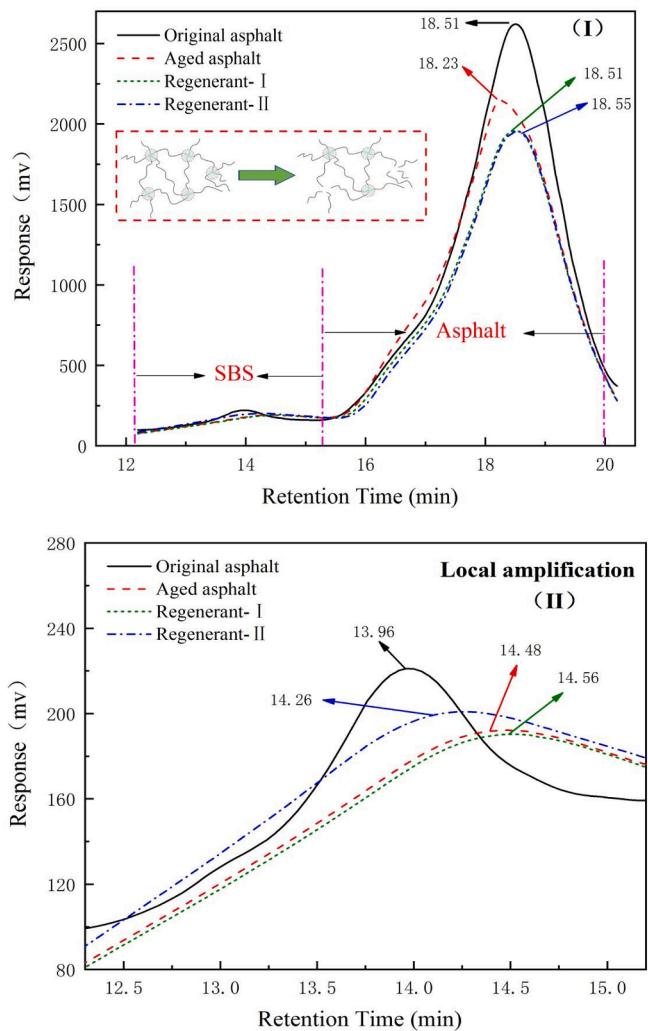 2500
2000
1500
1000
500
0
Response（mv）
Original asphalt
Aged asphalt
Regenerant-Ⅰ
Regenerant-Ⅱ
（Ⅰ）
18.51
18.23
18.51
18.55
SBS
Asphalt
12 14 16 18 20
Retention Time (min)
280
240
200
160
120
80
Response（mv）
Original asphalt
Aged asphalt
Regenerant-Ⅰ
Regenerant-Ⅱ
Local amplification
（Ⅱ）
13.96
14.48
14.26
14.56
12.5 13.0 13.5 14.0 14.5 15.0
Retention Time (min)